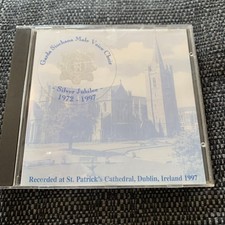 Garda Síochána Male Voice Choir
Silver Jubilee
1972 - 1997
Recorded at St. Patrick's Cathedral, Dublin, Ireland 1997